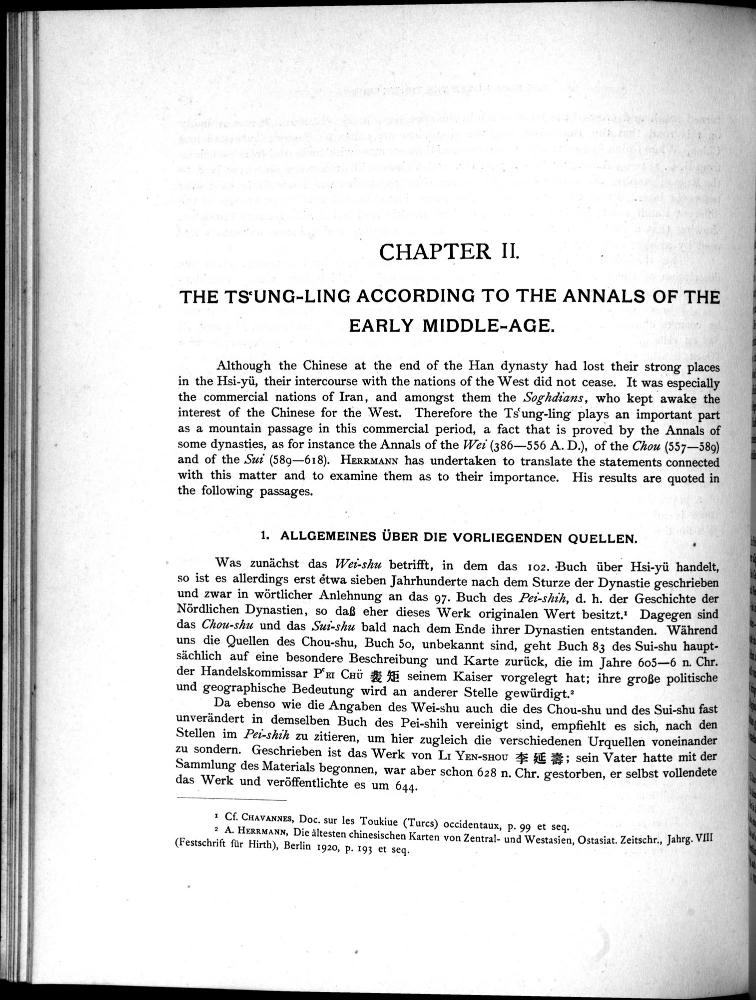 CHAPTER II.
THE TSʻUNG-LING ACCORDING TO THE ANNALS OF THE
EARLY MIDDLE-AGE.
Although the Chinese at the end of the Han dynasty had lost their strong places
in the Hsi-yü, their intercourse with the nations of the West did not cease. It was especially
the commercial nations of Iran, and amongst them the Soghdians, who kept awake the
interest of the Chinese for the West. Therefore the Tsʻung-ling plays an important part
as a mountain passage in this commercial period, a fact that is proved by the Annals of
some dynasties, as for instance the Annals of the Wei (386—556 A. D.), of the Chou (557—589)
and of the Sui (589—618). HERRMANN has undertaken to translate the statements connected
with this matter and to examine them as to their importance. His results are quoted in
the following passages.
1. ALLGEMEINES ÜBER DIE VORLIEGENDEN QUELLEN.
Was zunächst das Wei-shu betrifft, in dem das 102. Buch über Hsi-yü handelt,
so ist es allerdings erst etwa sieben Jahrhunderte nach dem Sturze der Dynastie geschrieben
und zwar in wörtlicher Anlehnung an das 97. Buch des Pei-shih, d. h. der Geschichte der
Nördlichen Dynastien, so daß eher dieses Werk originalen Wert besitzt.¹ Dagegen sind
das Chou-shu und das Sui-shu bald nach dem Ende ihrer Dynastien entstanden. Während
uns die Quellen des Chou-shu, Buch 50, unbekannt sind, geht Buch 83 des Sui-shu haupt-
sächlich auf eine besondere Beschreibung und Karte zurück, die im Jahre 605—6 n. Chr.
der Handelskommissar PʻEI CHÜ 裴矩 seinem Kaiser vorgelegt hat; ihre große politische
und geographische Bedeutung wird an anderer Stelle gewürdigt.²
Da ebenso wie die Angaben des Wei-shu auch die des Chou-shu und des Sui-shu fast
unverändert in demselben Buch des Pei-shih vereinigt sind, empfiehlt es sich, nach den
Stellen im Pei-shih zu zitieren, um hier zugleich die verschiedenen Urquellen voneinander
zu sondern. Geschrieben ist das Werk von LI YEN-SHOU 李延壽; sein Vater hatte mit der
Sammlung des Materials begonnen, war aber schon 628 n. Chr. gestorben, er selbst vollendete
das Werk und veröffentlichte es um 644.
¹ Cf. CHAVANNES, Doc. sur les Toukiue (Turcs) occidentaux, p. 99 et seq.
² A. HERRMANN, Die ältesten chinesischen Karten von Zentral- und Westasien, Ostasiat. Zeitschr., Jahrg. VIII
(Festschrift für Hirth), Berlin 1920, p. 193 et seq.